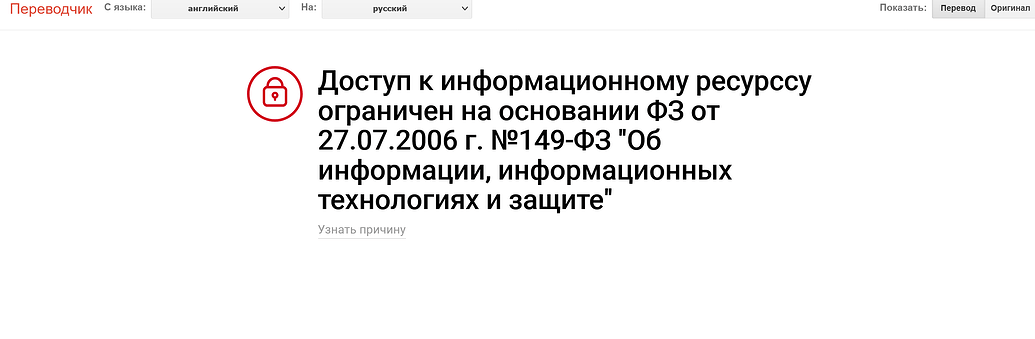 Переводчик С языка: английский На: русский Показать: Перевод Оригинал
Доступ к информационному ресурссу
ограничен на основании ФЗ от
27.07.2006 г. №149-ФЗ "Об
информации, информационных
технологиях и защите"
Узнать причину